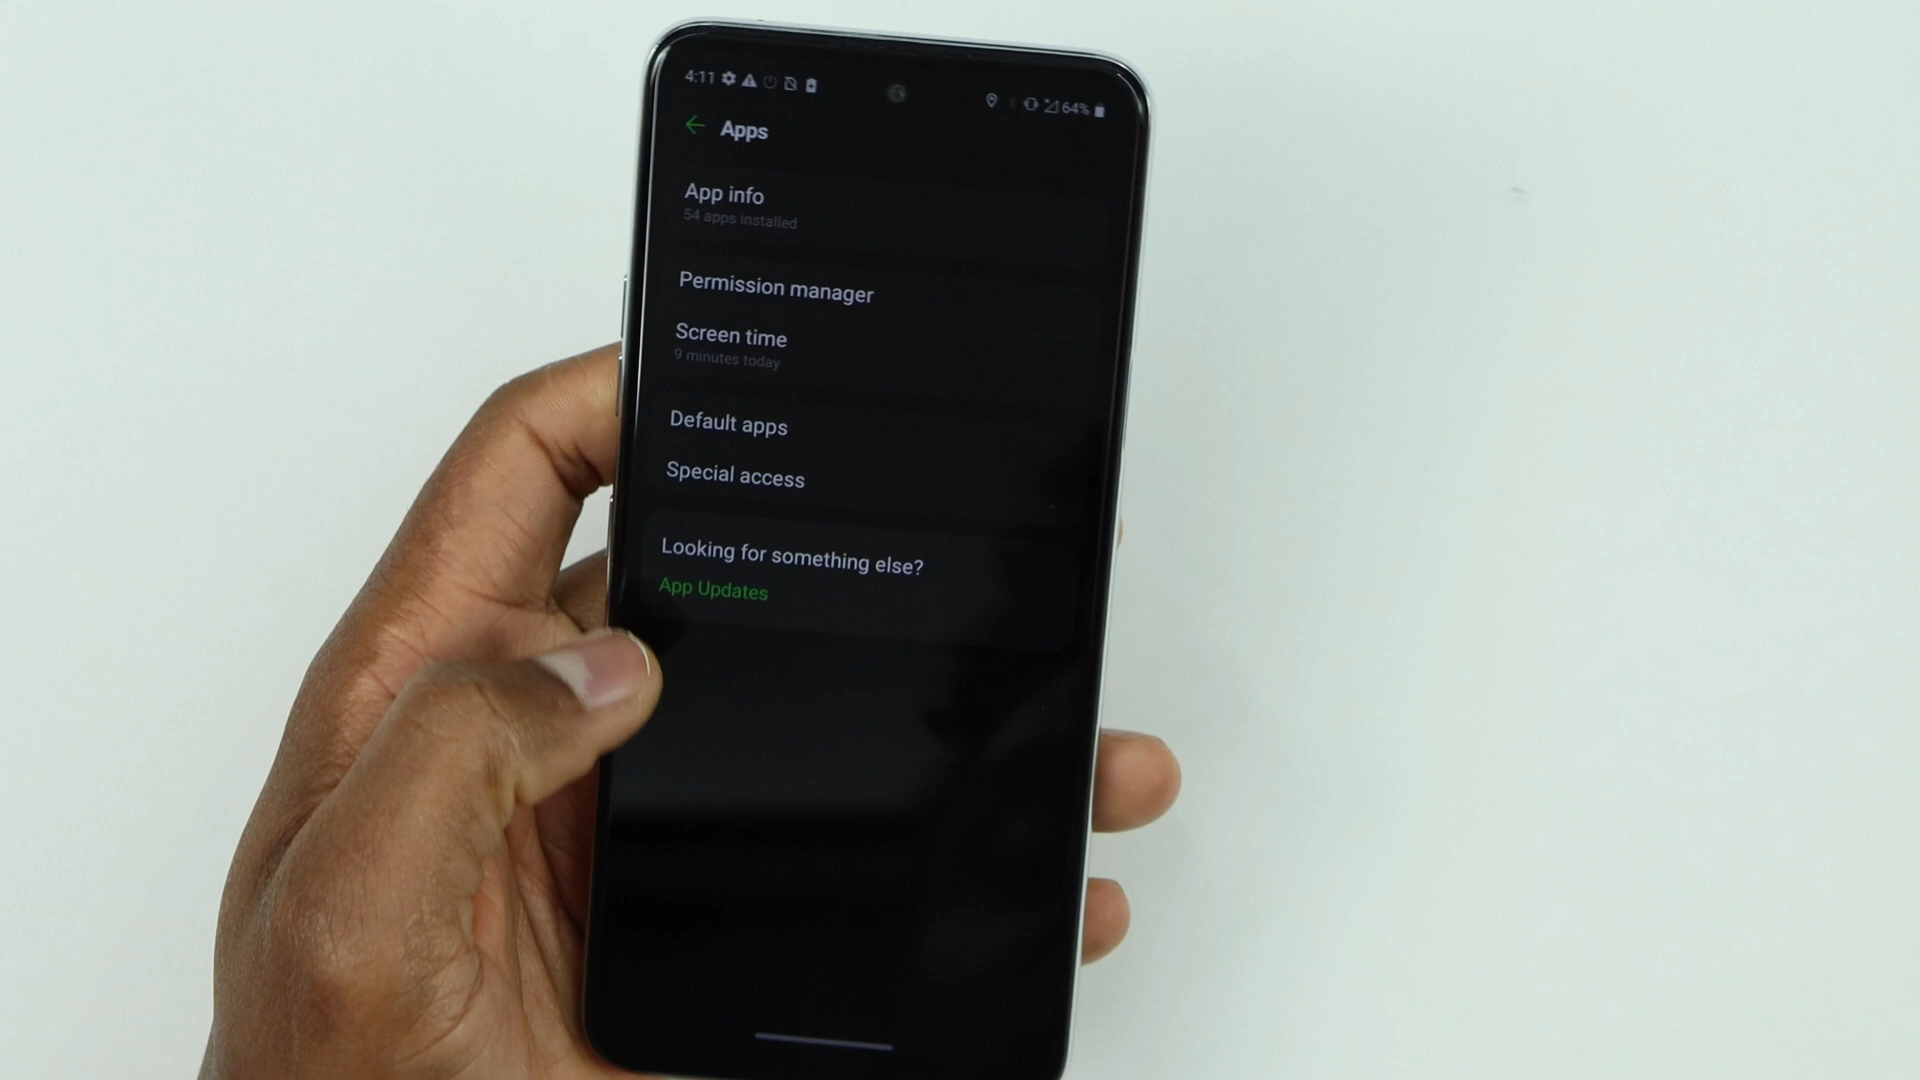 4:11 64%
Apps
App info
54 apps installed
Permission manager
Screen time
9 minutes today
Default apps
Special access
Looking for something else?
App Updates